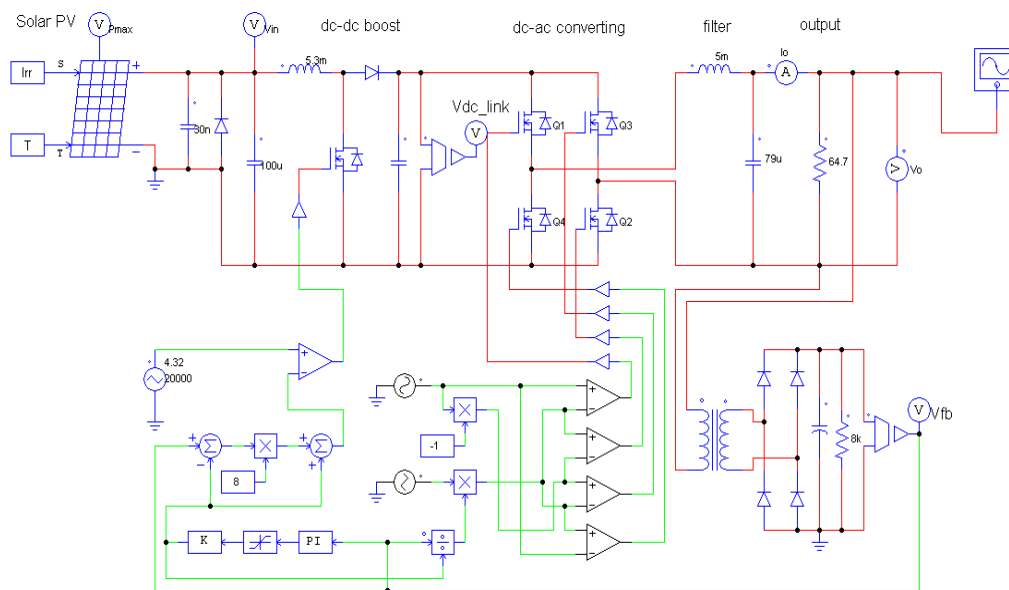 Solar PV
dc-dc boost
dc-ac converting
filter
output
V
Pmax
V
Vin
Irr
S
+
5.3m
5m
Io
A
Vdc_link
V
Q1
Q3
T
T
-
30n
100u
79u
64.7
V
Vo
Q4
Q2
4.32
20000
+
-
+
-
Σ
×
+
Σ
+
8
×
-1
×
+
-
+
-
+
-
+
-
K
PI
÷
8k
V
Vfb